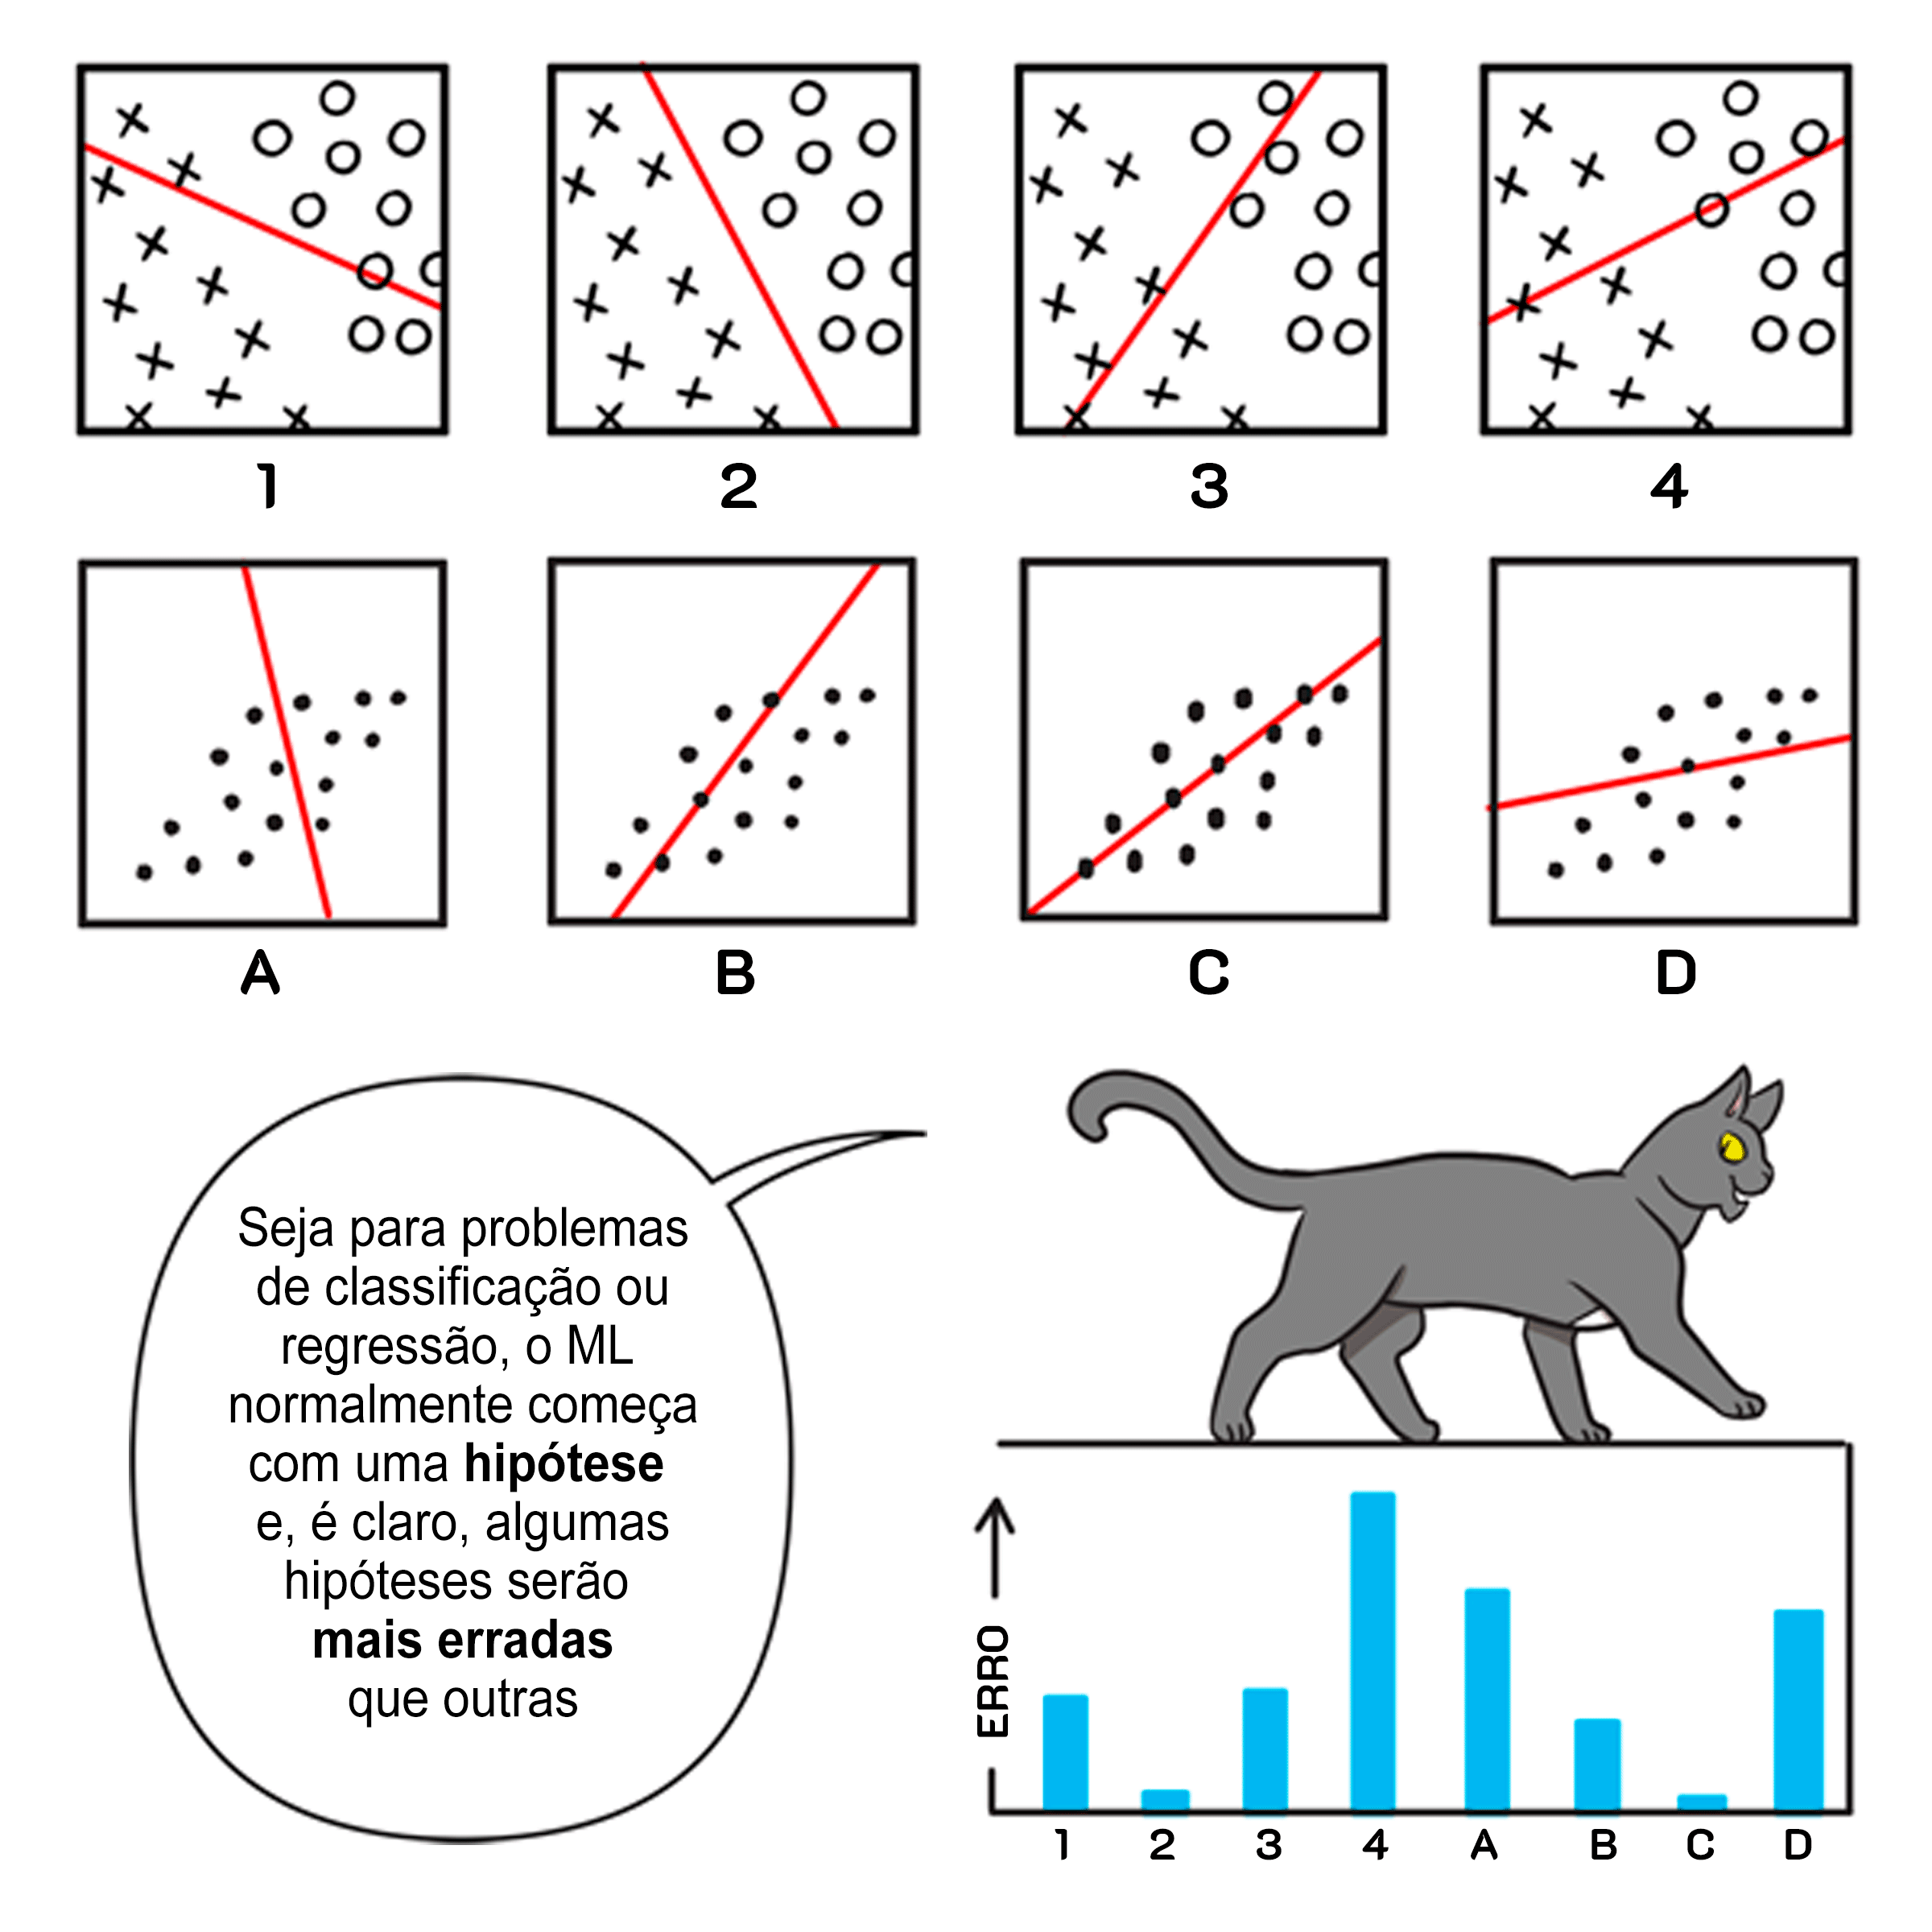 1 2 3 4
A B C D
Seja para problemas
de classificação ou
regressão, o ML
normalmente começa
com uma hipótese
e, é claro, algumas
hipóteses serão
mais erradas
que outras
ERRO
1 2 3 4 A B C D